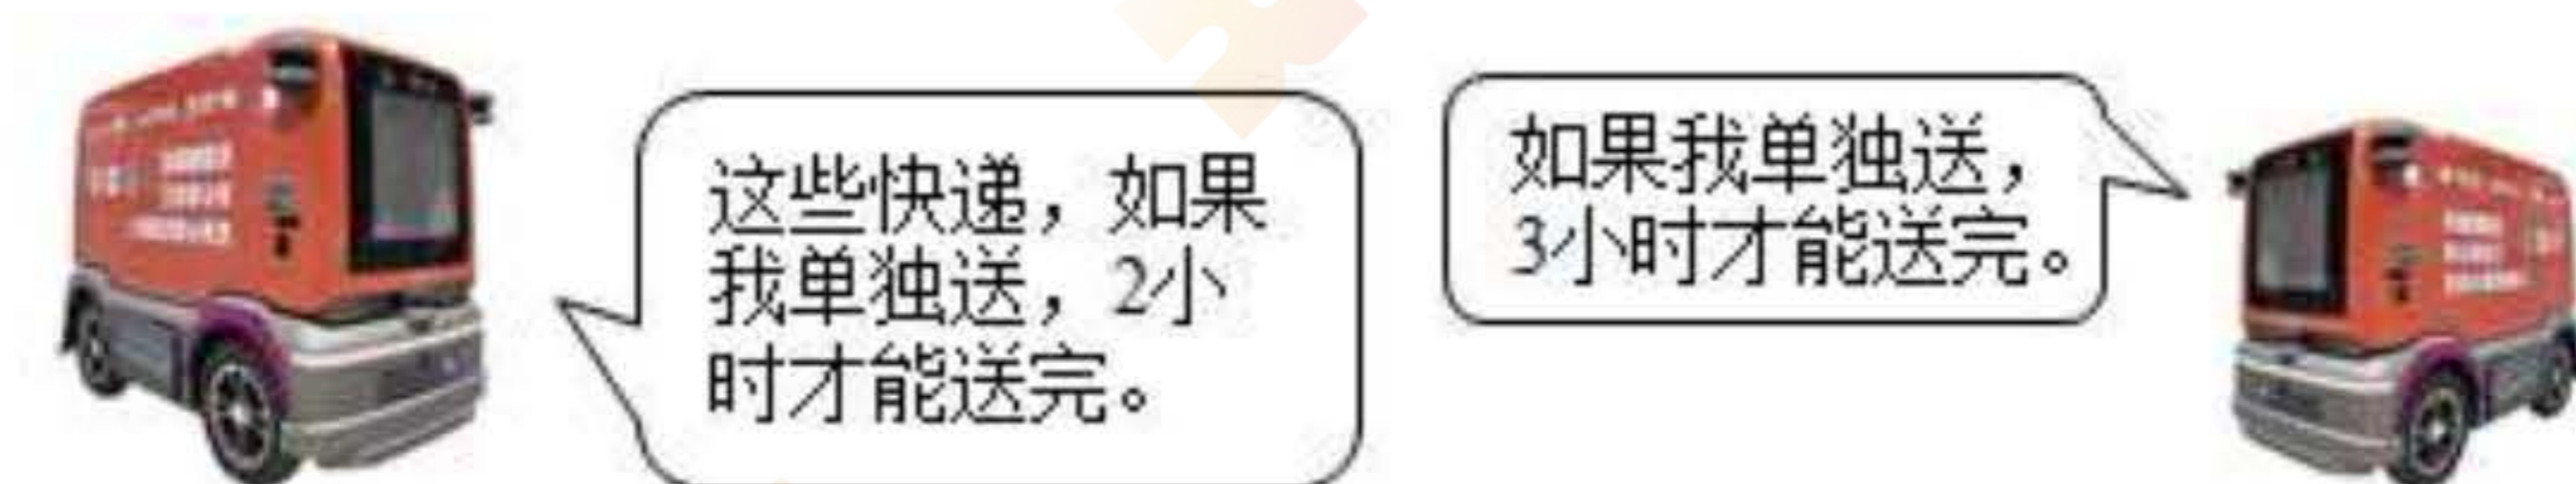 这些快递，如果
我单独送，2小
时才能送完。
如果我单独送，
3小时才能送完。